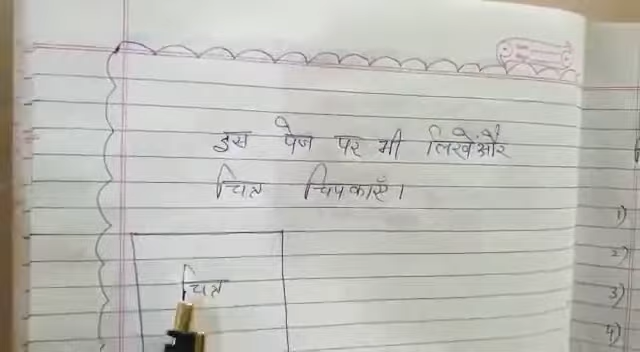 इस पेज पर भी लिखें और
चित्र चिपकाएँ।
चित्र
1)
2)
3)
4)